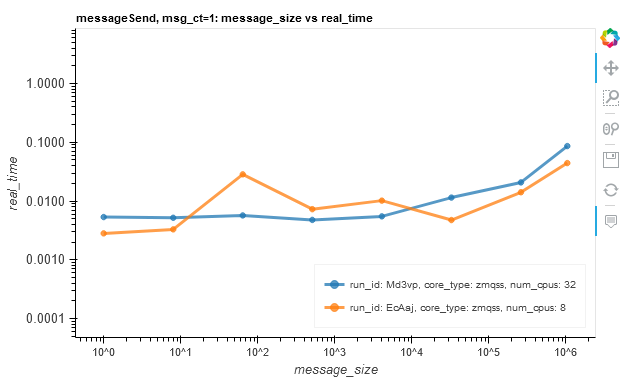 messageSend, msg_ct=1: message_size vs real_time
real_time
1.0000
0.1000
0.0100
0.0010
0.0001
run_id: Md3vp, core_type: zmqss, num_cpus: 32
run_id: EcAaj, core_type: zmqss, num_cpus: 8
10^0 10^1 10^2 10^3 10^4 10^5 10^6
message_size